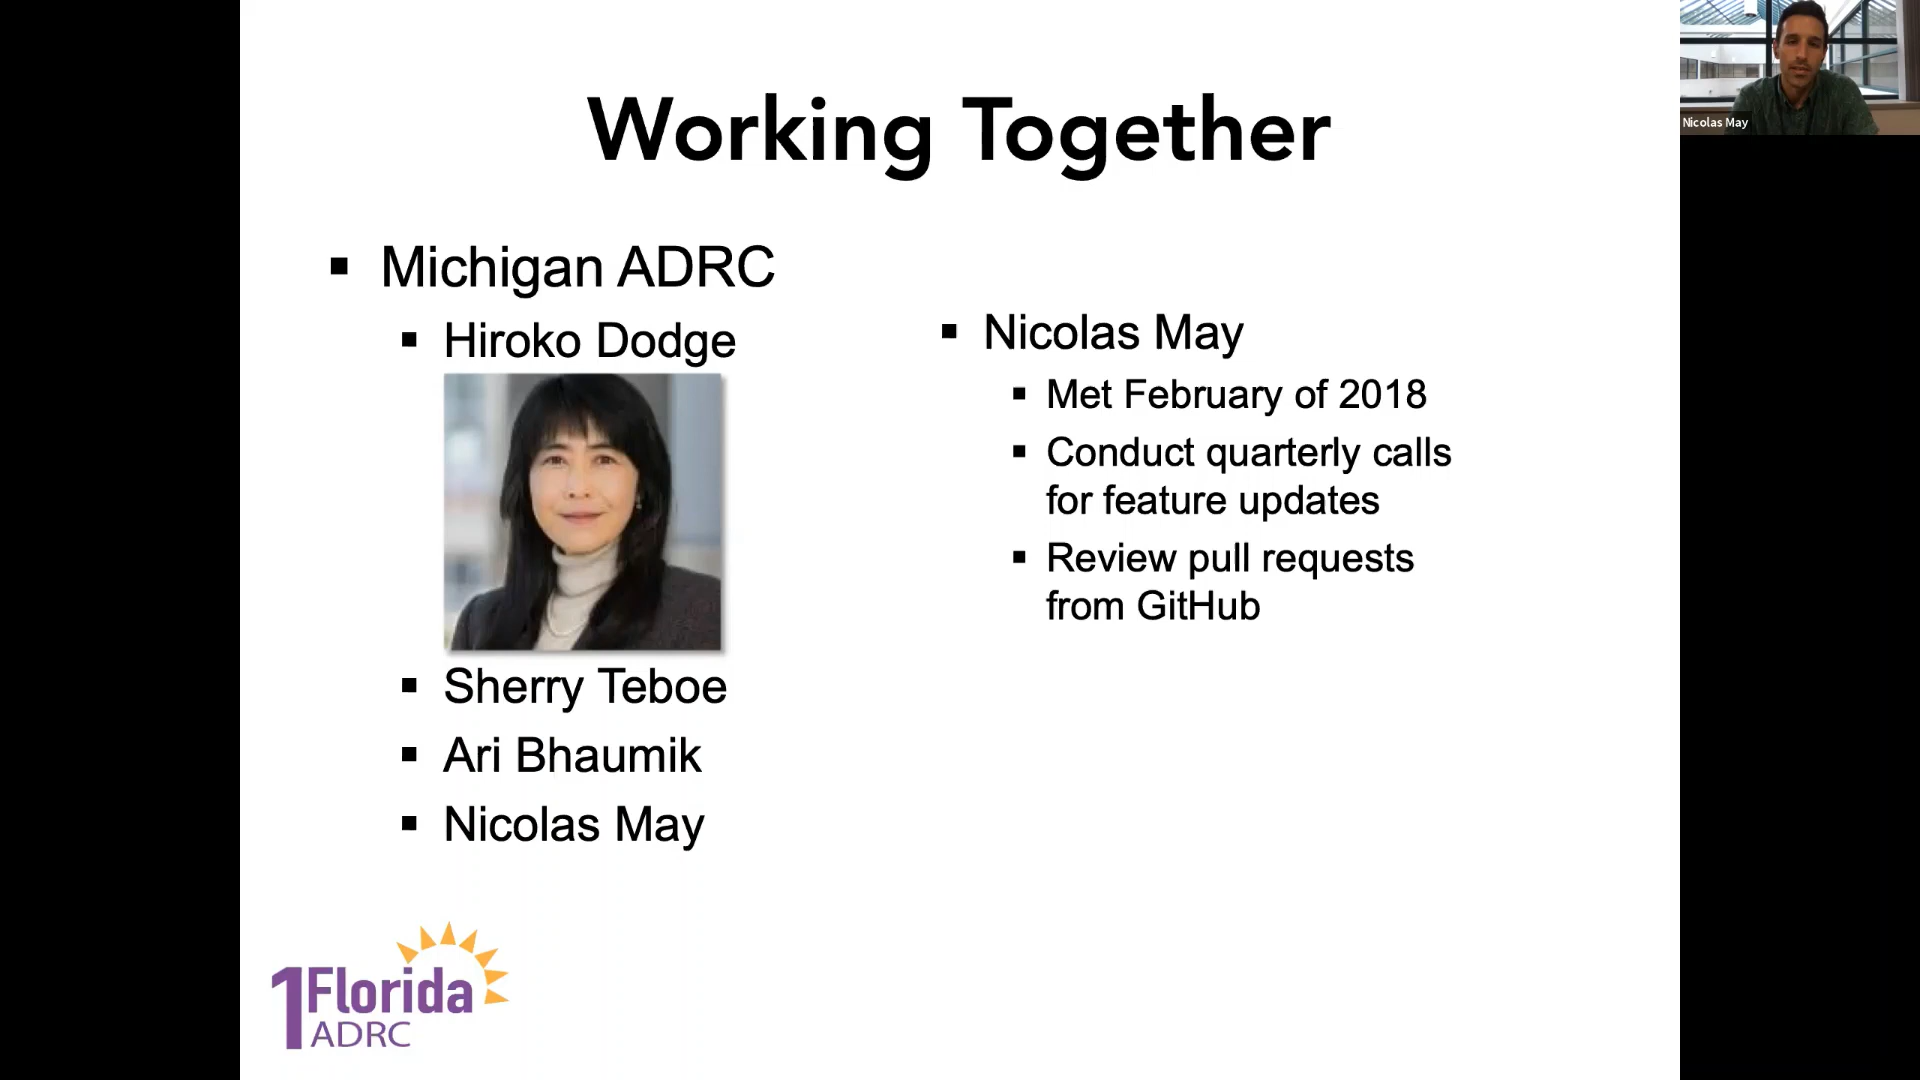 Working Together
Michigan ADRC
Hiroko Dodge
Sherry Teboe
Ari Bhaumik
Nicolas May
Nicolas May
Met February of 2018
Conduct quarterly calls
for feature updates
Review pull requests
from GitHub
1Florida
ADRC
Nicolas May